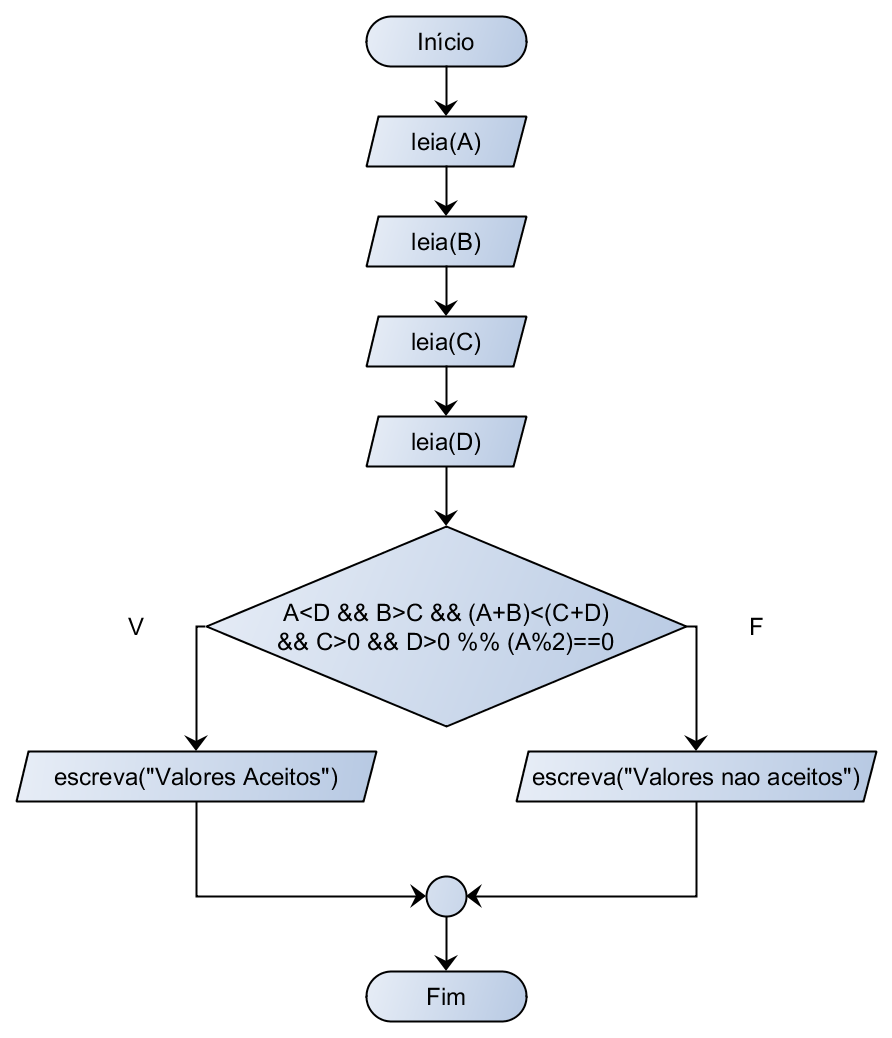 Início
leia(A)
leia(B)
leia(C)
leia(D)
A<D && B>C && (A+B)<(C+D)
&& C>0 && D>0 %% (A%2)==0
V
F
escreva("Valores Aceitos")
escreva("Valores nao aceitos")
Fim